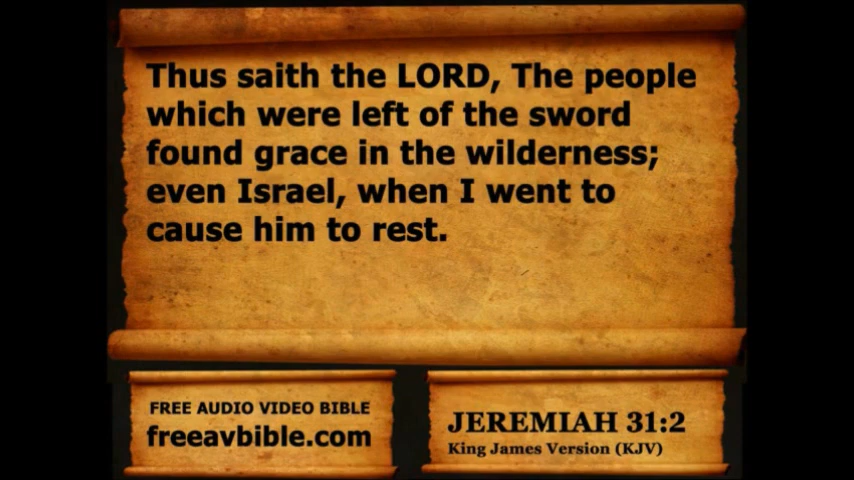 Thus saith the LORD, The people
which were left of the sword
found grace in the wilderness;
even Israel, when I went to
cause him to rest.
FREE AUDIO VIDEO BIBLE
freeavbible.com
JEREMIAH 31:2
King James Version (KJV)